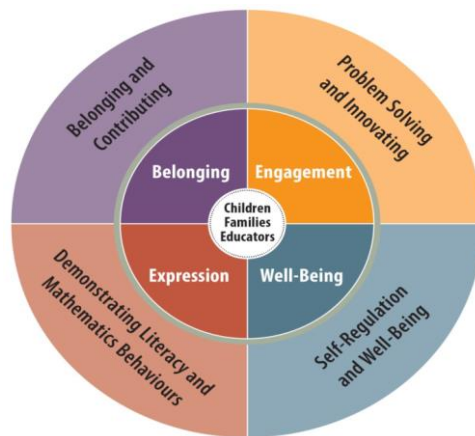 Belonging and
Contributing
Problem Solving
and Innovating
Belonging
Engagement
Children
Families
Educators
Expression
Well-Being
Demonstrating Literacy and
Mathematics Behaviours
Self-Regulation
and Well-Being